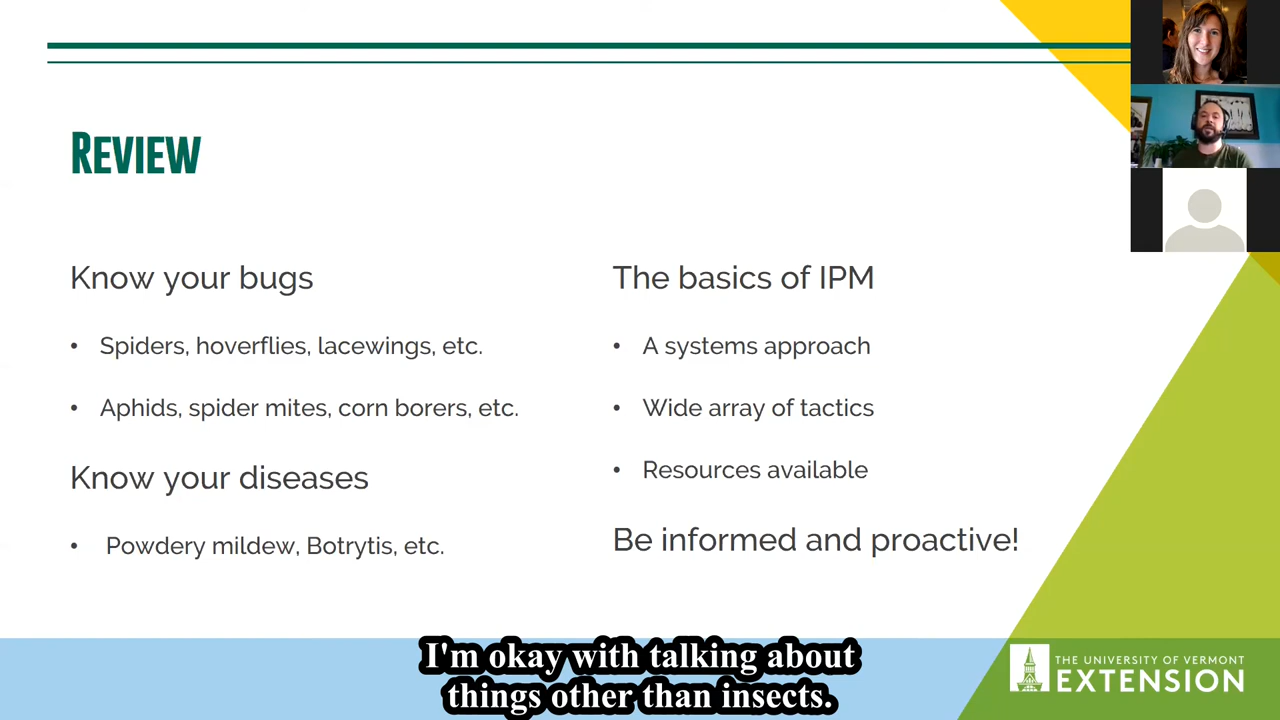 REVIEW
Know your bugs
• Spiders, hoverflies, lacewings, etc.
• Aphids, spider mites, corn borers, etc.
Know your diseases
• Powdery mildew, Botrytis, etc.
The basics of IPM
• A systems approach
• Wide array of tactics
• Resources available
Be informed and proactive!
I'm okay with talking about
things other than insects.
THE UNIVERSITY OF VERMONT
EXTENSION